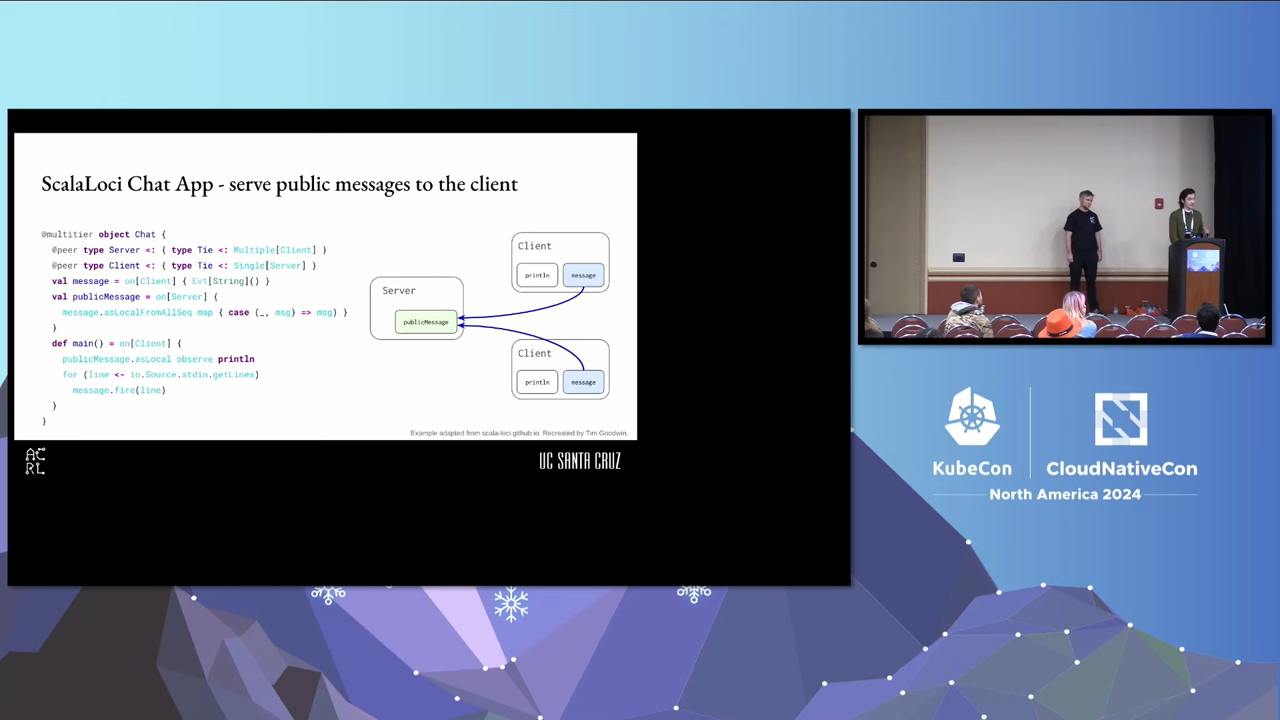 ScalaLoci Chat App - serve public messages to the client
@multitier object Chat {
@peer type Server <: { type Tie <: Multiple[Client] }
@peer type Client <: { type Tie <: Single[Server] }
val message = on[Client] { Evt[String]() }
val publicMessage = on[Server] {
message.asLocalFromAllSeq map { case (_, msg) => msg) }
}
def main() = on[Client] {
publicMessage.asLocal observe println
for (line <- io.Source.stdin.getLines)
message.fire(line)
}
}
Server
publicMessage
Client
println
message
Client
println
message
Example adapted from scala-loci.github.io. Recreated by Tim Goodwin.
AC
RL
UC SANTA CRUZ
KubeCon
CloudNativeCon
North America 2024